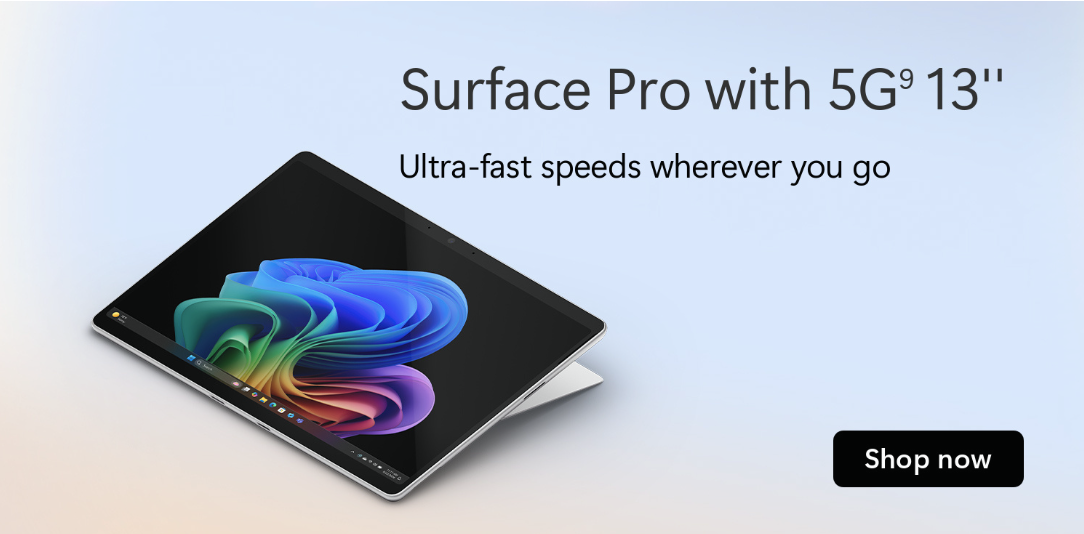 Surface Pro with 5G⁹ 13''
Ultra-fast speeds wherever you go
Shop now